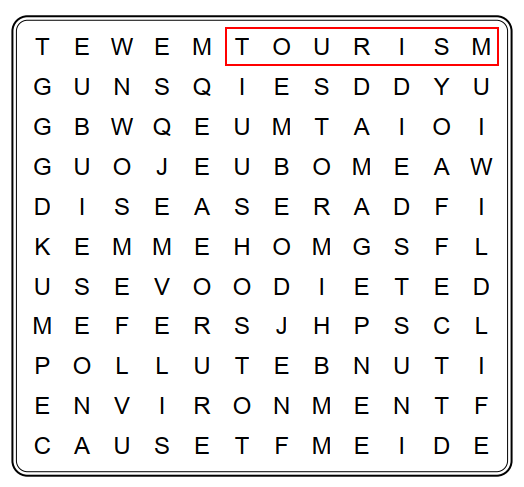 T E W E M T O U R I S M
G U N S Q I E S D D Y U
G B W Q E U M T A I O I
G U O J E U B O M E A W
D I S E A S E R A D F I
K E M M E H O M G S F L
U S E V O O D I E T E D
M E F E R S J H P S C L
P O L L U T E B N U T I
E N V I R O N M E N T F
C A U S E T F M E I D E